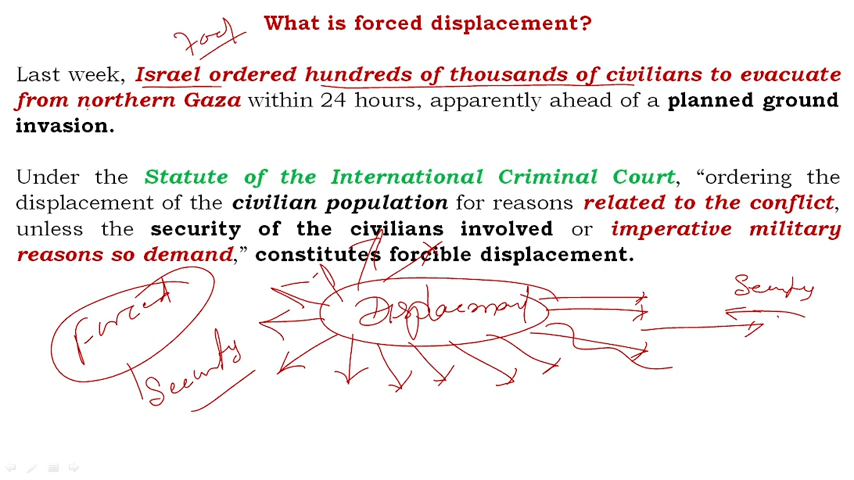 What is forced displacement?
Last week, Israel ordered hundreds of thousands of civilians to evacuate
from northern Gaza within 24 hours, apparently ahead of a planned ground
invasion.
Under the Statute of the International Criminal Court, “ordering the
displacement of the civilian population for reasons related to the conflict,
unless the security of the civilians involved or imperative military
reasons so demand,” constitutes forcible displacement.
Displacement
Security
Forced
Security